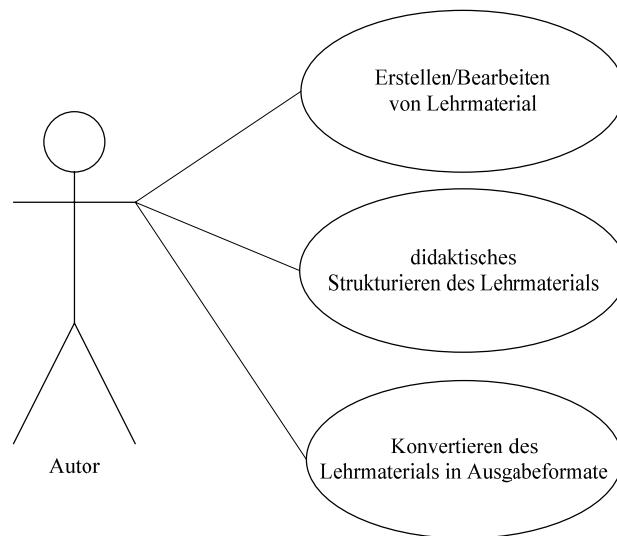 Erstellen/Bearbeiten
von Lehrmaterial
didaktisches
Strukturieren des Lehrmaterials
Konvertieren des
Lehrmaterials in Ausgabeformate
Autor